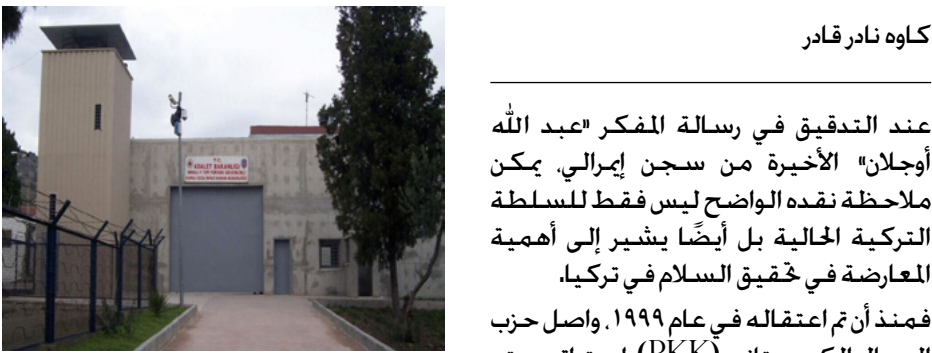 كاوه نادر قادر
عند التدقيق في رسالة المفكر "عبد الله
أوجلان" الأخيرة من سجن إيمرالي، يمكن
ملاحظة نقده الواضح ليس فقط للسلطة
التركية الحالية بل أيضًا يشير إلى أهمية
المعارضة في تحقيق السلام في تركيا.
فمنذ أن تم اعتقاله في عام ١٩٩٩، واصل حزب
(PKK)
T.C.
ADALET BAKANLIĞI